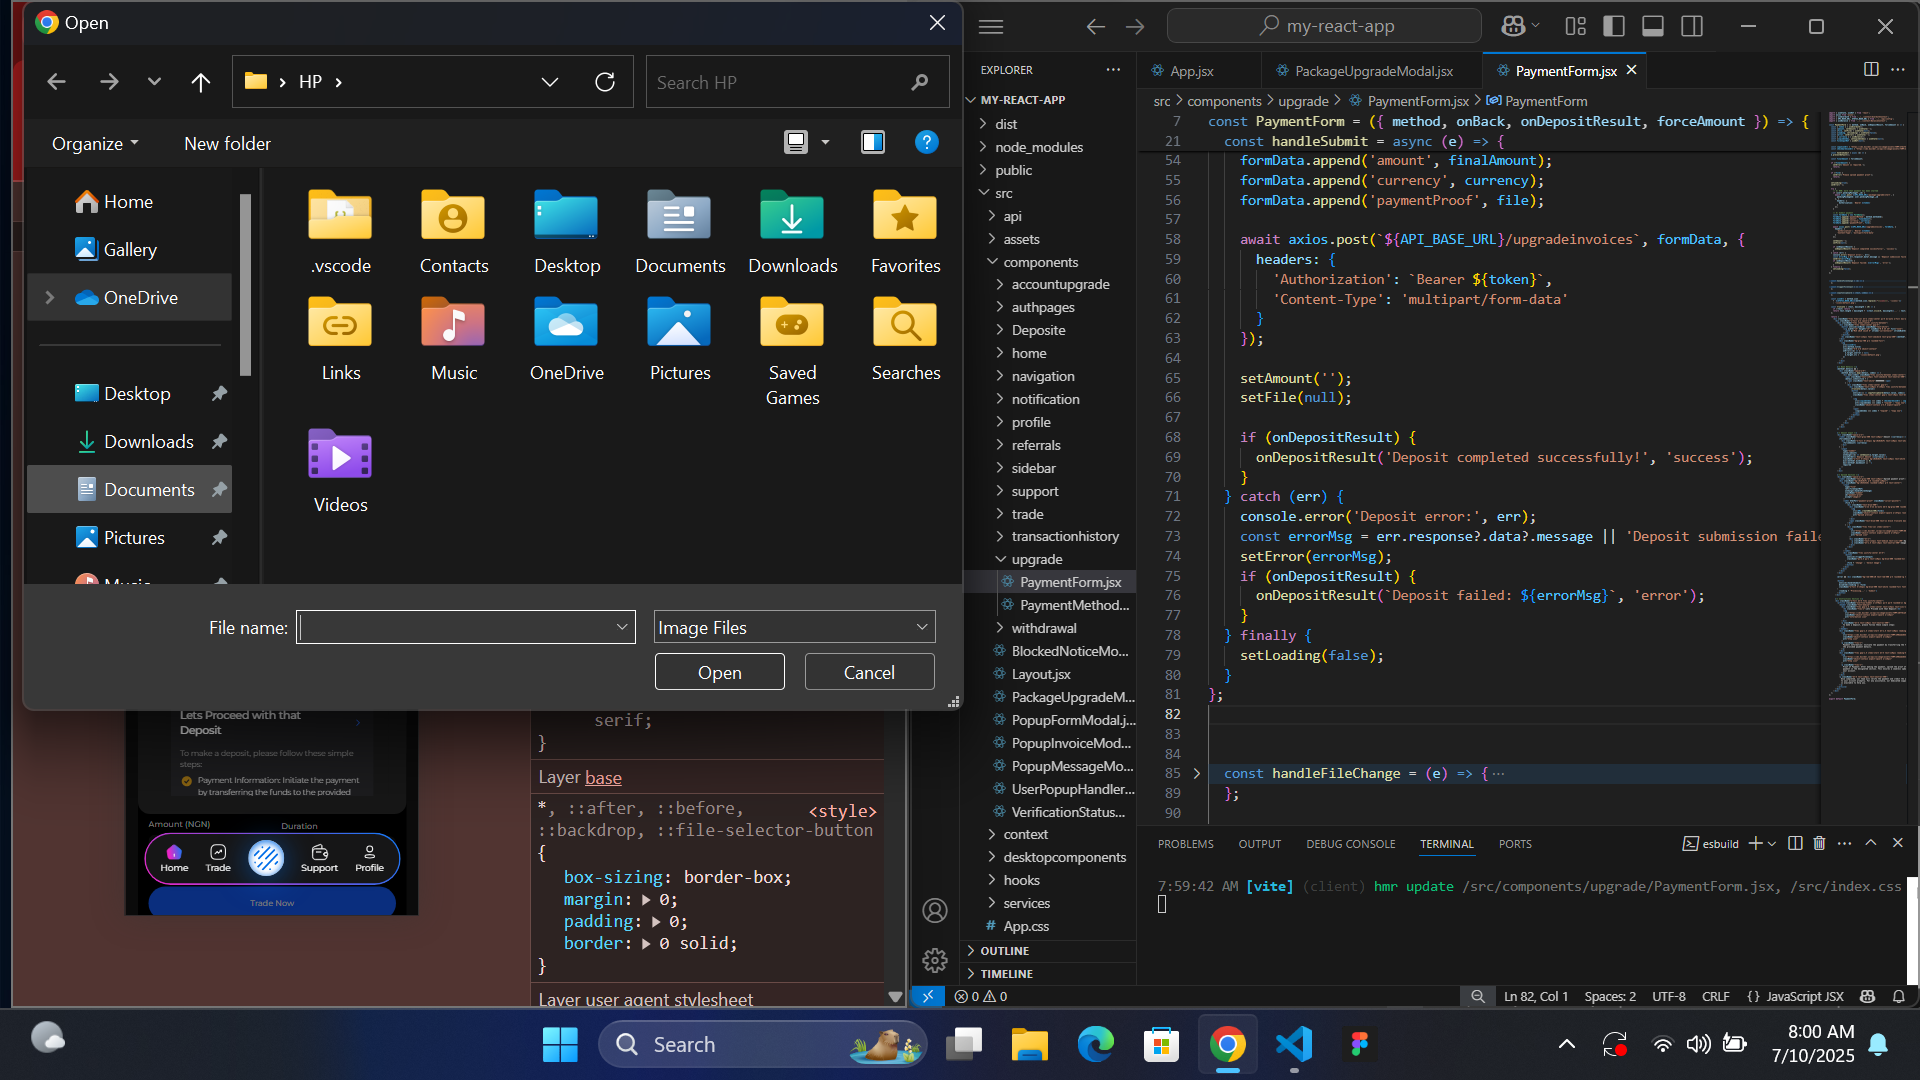 Open
HP
Search HP
Organize
New folder
Home
Gallery
OneDrive
Desktop
Downloads
Documents
Pictures
Music
.vscode
Contacts
Desktop
Documents
Downloads
Favorites
Links
Music
OneDrive
Pictures
Saved Games
Searches
Videos
File name:
Image Files
Open
Cancel
Lets Proceed with that
Deposit
To make a deposit, please follow these simple
steps:
Payment Information: Initiate the payment
by transferring the funds to the provided
Amount (NGN)
Duration
Home
Trade
Support
Profile
Trade Now
serif;
}
Layer base
*, ::after, ::before,
<style>
::backdrop, ::file-selector-button
{
box-sizing: border-box;
margin: 0;
padding: 0;
border: 0 solid;
}
Layer user agent stylesheet
my-react-app
EXPLORER
MY-REACT-APP
dist
node_modules
public
src
api
assets
components
accountupgrade
authpages
Deposite
home
navigation
notification
profile
referrals
sidebar
support
trade
transactionhistory
upgrade
PaymentForm.jsx
PaymentMethod...
withdrawal
BlockedNoticeMo...
Layout.jsx
PackageUpgradeM...
PopupFormModal.j...
PopupInvoiceMod...
PopupMessageMo...
UserPopupHandler...
VerificationStatus...
context
desktopcomponents
hooks
services
# App.css
OUTLINE
TIMELINE
App.jsx
PackageUpgradeModal.jsx
PaymentForm.jsx
src > components > upgrade > PaymentForm.jsx > PaymentForm
7 const PaymentForm = ({ method, onBack, onDepositResult, forceAmount }) => {
21 const handleSubmit = async (e) => {
54 formData.append('amount', finalAmount);
55 formData.append('currency', currency);
56 formData.append('paymentProof', file);
57
58 await axios.post(`${API_BASE_URL}/upgradeinvoices`, formData, {
59 headers: {
60 'Authorization': `Bearer ${token}`,
61 'Content-Type': 'multipart/form-data'
62 }
63 });
64
65 setAmount('');
66 setFile(null);
67
68 if (onDepositResult) {
69 onDepositResult('Deposit completed successfully!', 'success');
70 }
71 } catch (err) {
72 console.error('Deposit error:', err);
73 const errorMsg = err.response?.data?.message || 'Deposit submission faile
74 setError(errorMsg);
75 if (onDepositResult) {
76 onDepositResult(`Deposit failed: ${errorMsg}`, 'error');
77 }
78 } finally {
79 setLoading(false);
80 }
81 };
82
83
84
85 const handleFileChange = (e) => {···
89 };
90
PROBLEMS
OUTPUT
DEBUG CONSOLE
TERMINAL
PORTS
esbuild
7:59:42 AM [vite] (client) hmr update /src/components/upgrade/PaymentForm.jsx, /src/index.css
0 0
Ln 82, Col 1
Spaces: 2
UTF-8
CRLF
{} JavaScript JSX
Search
8:00 AM
7/10/2025